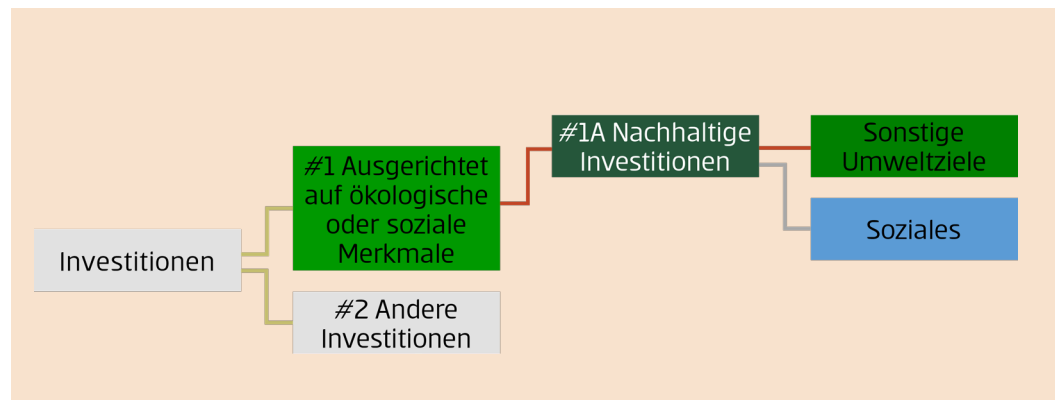 Investitionen
#1 Ausgerichtet
auf ökologische
oder soziale
Merkmale
#2 Andere
Investitionen
#1A Nachhaltige
Investitionen
Sonstige
Umweltziele
Soziales